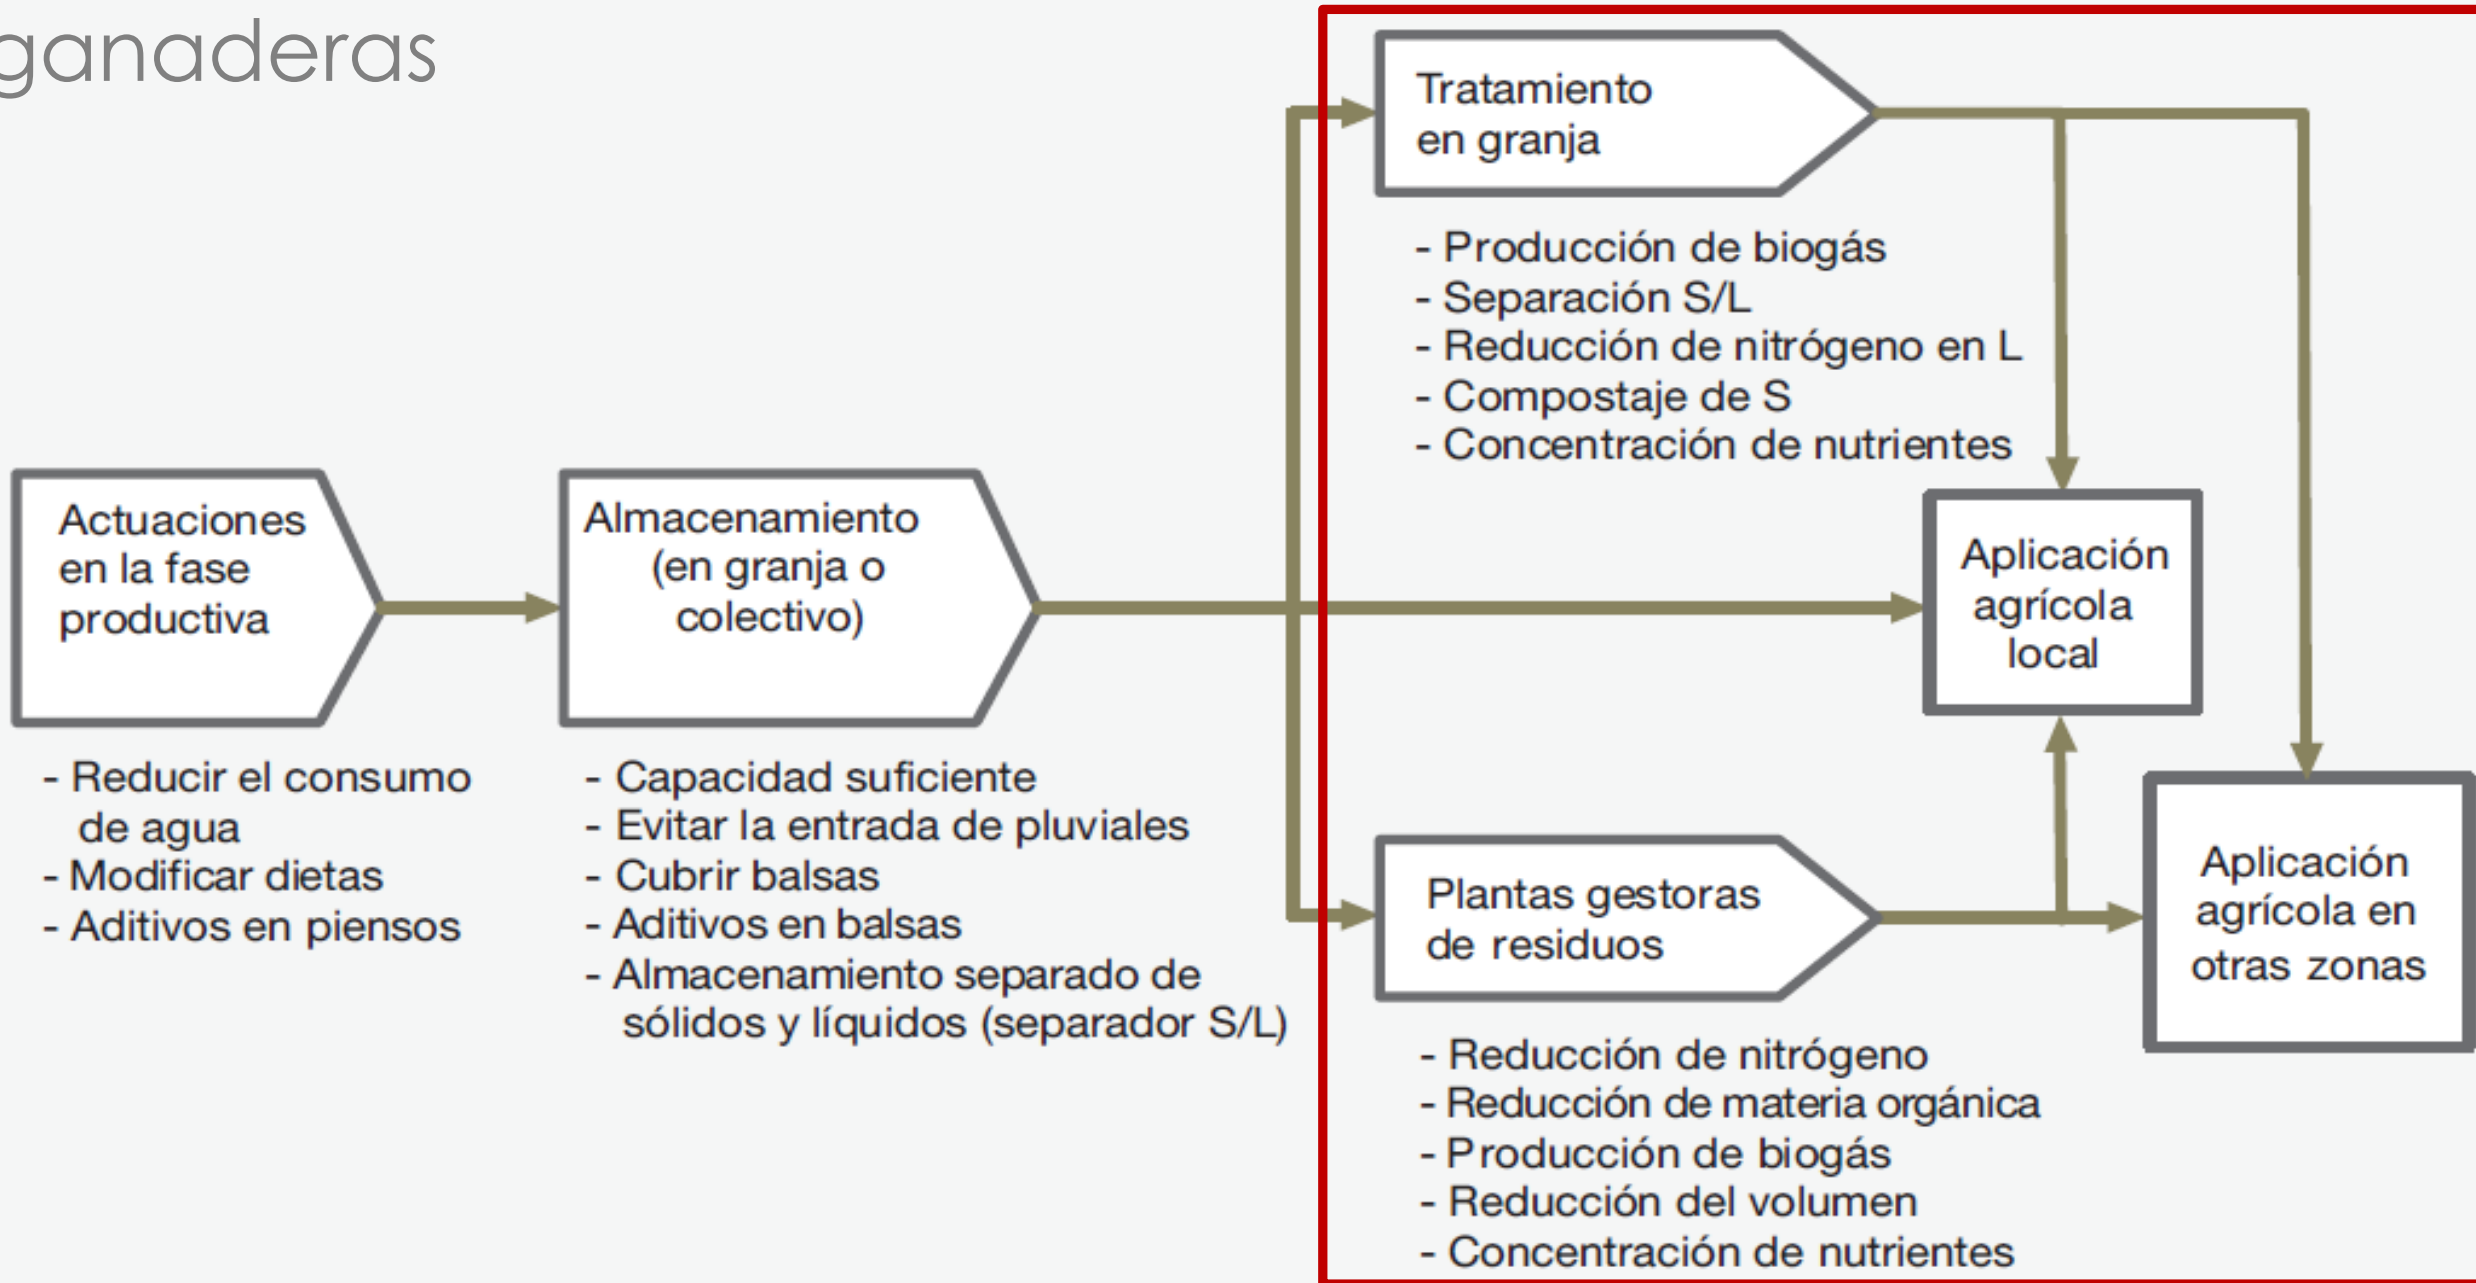 ganaderas
Tratamiento
en granja
- Producción de biogás
- Separación S/L
- Reducción de nitrógeno en L
- Compostaje de S
- Concentración de nutrientes
Actuaciones
en la fase
productiva
- Reducir el consumo
de agua
- Modificar dietas
- Aditivos en piensos
Almacenamiento
(en granja o
colectivo)
- Capacidad suficiente
- Evitar la entrada de pluviales
- Cubrir balsas
- Aditivos en balsas
- Almacenamiento separado de
sólidos y líquidos (separador S/L)
Aplicación
agrícola
local
Plantas gestoras
de residuos
- Reducción de nitrógeno
- Reducción de materia orgánica
- Producción de biogás
- Reducción del volumen
- Concentración de nutrientes
Aplicación
agrícola en
otras zonas